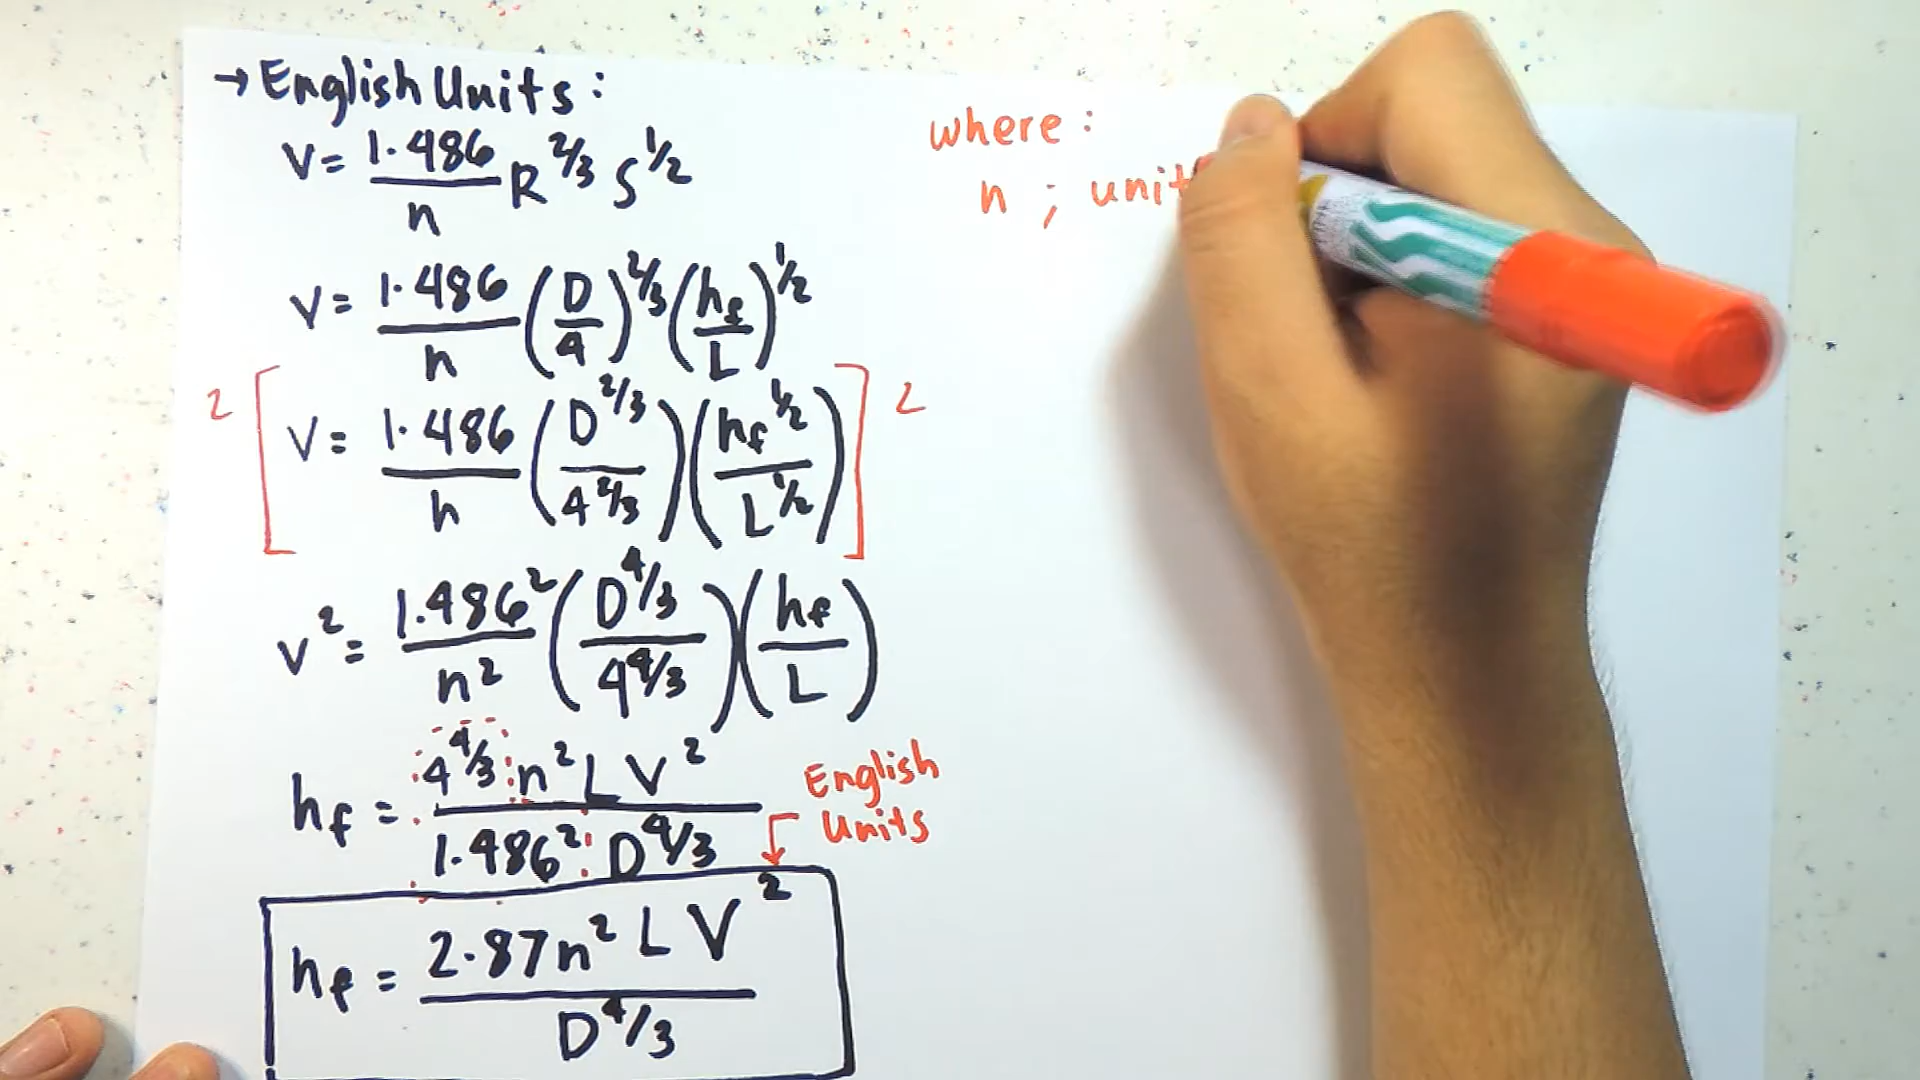 → English Units:
V = 1.486/n R^2/3 S^1/2
V = 1.486/n (D/4)^2/3 (hf/L)^1/2
2 [V = 1.486/n (D^2/3/4^2/3)(hf^1/2/L^1/2)] 2
V^2 = 1.486^2/n^2 (D^4/3/4^4/3)(hf/L)
hf = 4^4/3 n^2 L V^2/1.486^2 D^4/3
English
Units
hf = 2.87n^2 L V^2/D^4/3
where:
n ; unit